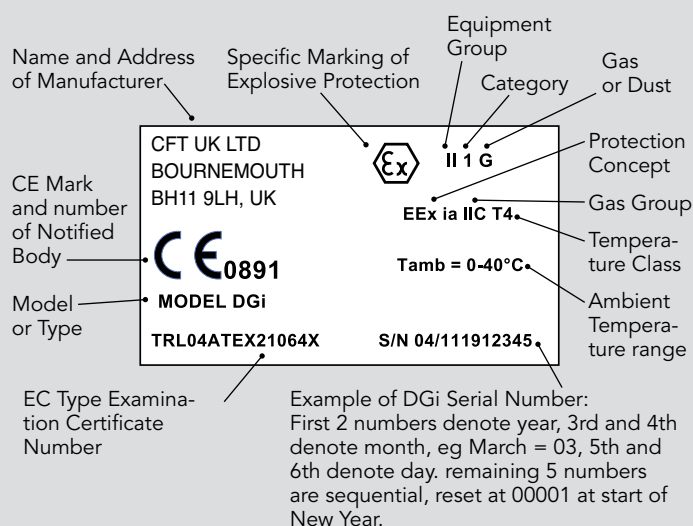 Equipment
Group
Name and Address
of Manufacturer
Specific Marking of
Explosive Protection
Category
Gas
or Dust
CFT UK LTD
BOURNEMOUTH
BH11 9LH, UK
Ex
II 1 G
Protection
Concept
CE Mark
and number
of Notified
Body
EEx ia IIC T4
Gas Group
Tempera-
ture Class
CE 0891
Tamb = 0-40°C
Model
or Type
MODEL DGi
Ambient
Tempera-
ture range
TRL04ATEX21064X
S/N 04/111912345
EC Type Examina-
tion Certificate
Number
Example of DGi Serial Number:
First 2 numbers denote year, 3rd and 4th
denote month, eg March = 03, 5th and
6th denote day. remaining 5 numbers
are sequential, reset at 00001 at start of
New Year.